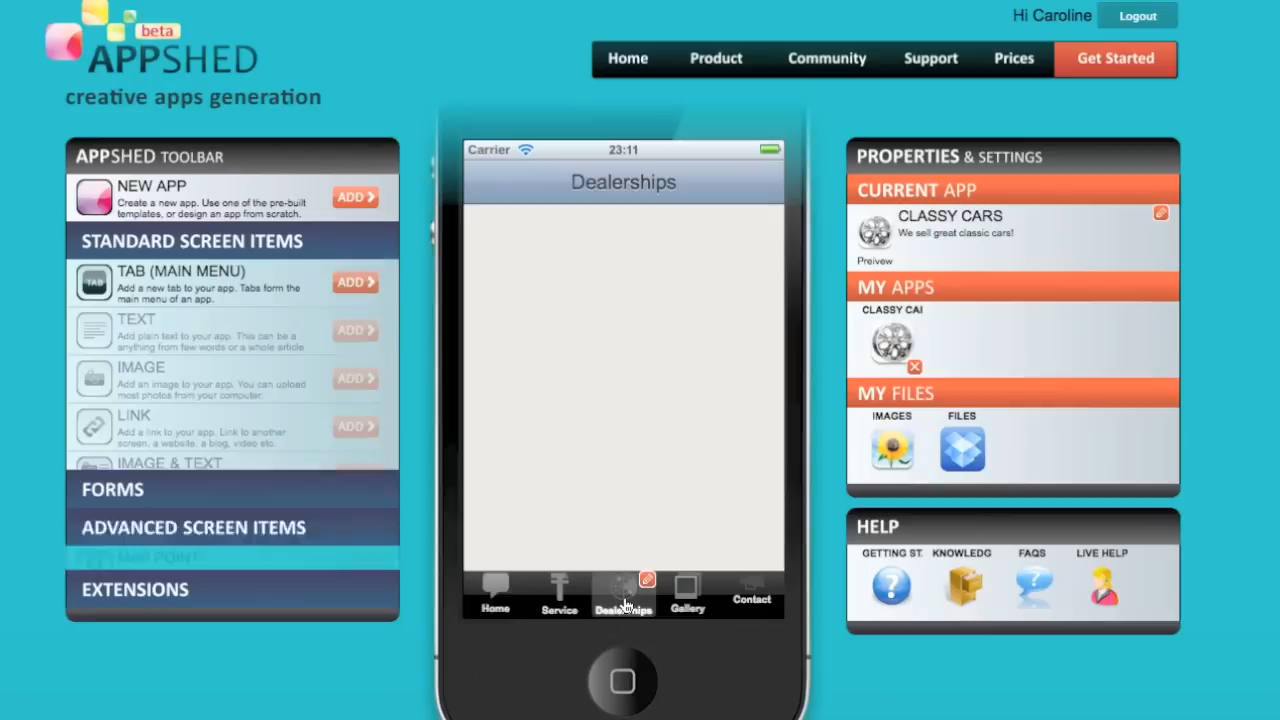 Hi Caroline
Logout
beta
APPSHED
creative apps generation
Home
Product
Community
Support
Prices
Get Started
APPSHED TOOLBAR
NEW APP
Create a new app. Use one of the pre-built
templates, or design an app from scratch.
ADD
STANDARD SCREEN ITEMS
TAB (MAIN MENU)
TAB
Add a new tab to your app. Tabs form the
main menu of an app.
ADD
TEXT
Add plain text to your app. This can be a
anything from few words or a whole article
ADD
IMAGE
Add an image to your app. You can upload
most photos from your computer.
ADD
LINK
Add a link to your app. Link to another
screen, a website, a blog, video etc.
ADD
IMAGE & TEXT
FORMS
ADVANCED SCREEN ITEMS
MAP POINT
EXTENSIONS
Carrier
23:11
Dealerships
Home
Service
Dealerships
Gallery
Contact
PROPERTIES & SETTINGS
CURRENT APP
CLASSY CARS
We sell great classic cars!
Preivew
MY APPS
CLASSY CAI
MY FILES
IMAGES
FILES
HELP
GETTING ST.
KNOWLEDG
FAQS
LIVE HELP